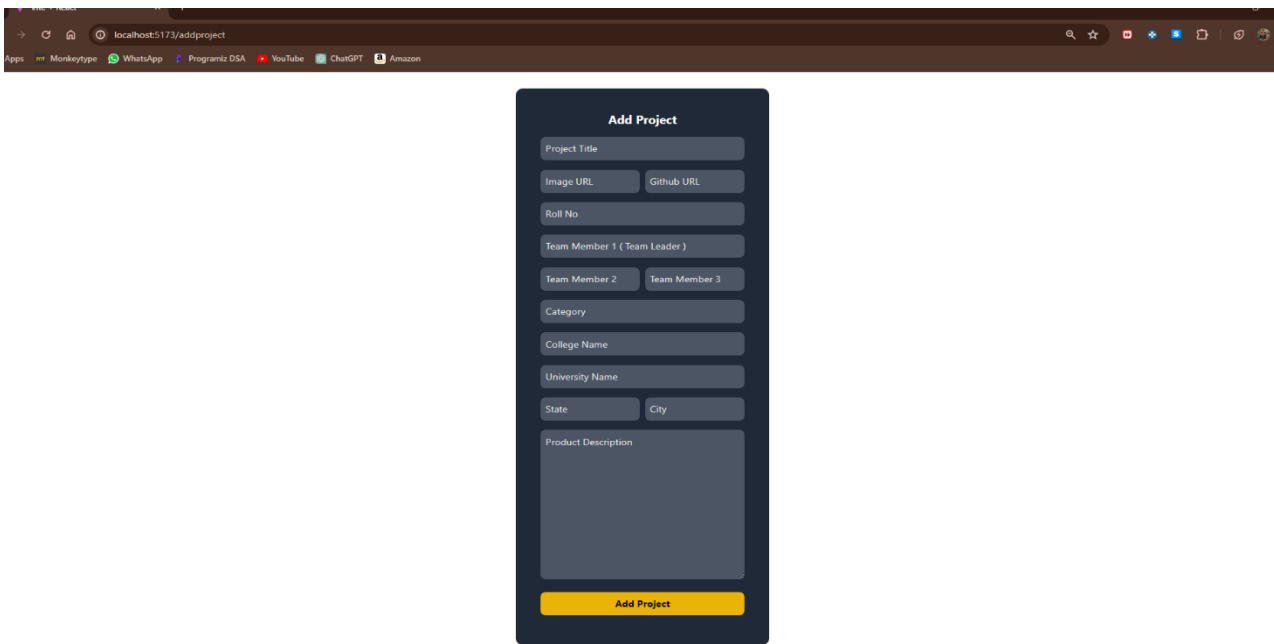 localhost:5173/addproject
Apps Monkeytype WhatsApp Programiz DSA YouTube ChatGPT Amazon
Add Project
Project Title
Image URL Github URL
Roll No
Team Member 1 ( Team Leader )
Team Member 2 Team Member 3
Category
College Name
University Name
State City
Product Description
Add Project